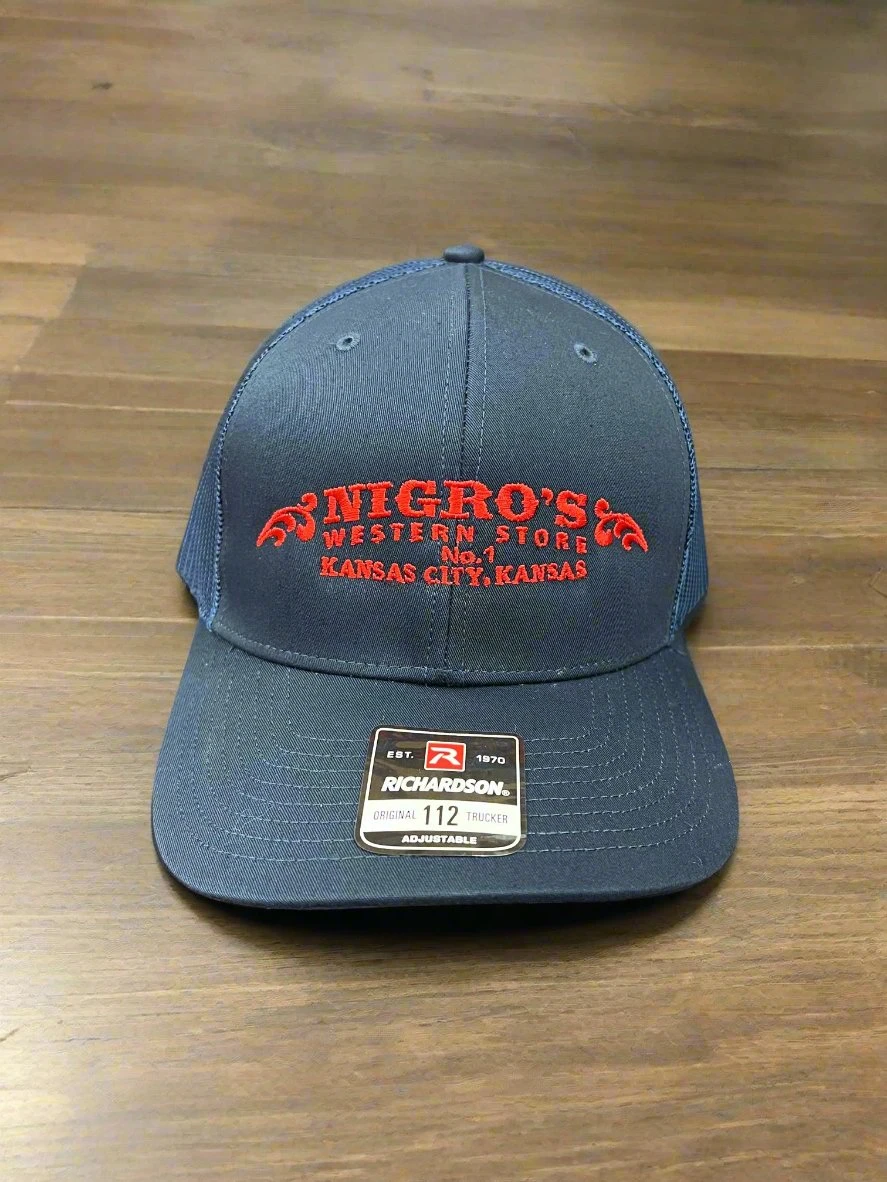 NIGRO'S
WESTERN STORE
No.1
KANSAS CITY, KANSAS
EST. R 1970
RICHARDSON®
ORIGINAL 112 TRUCKER
ADJUSTABLE